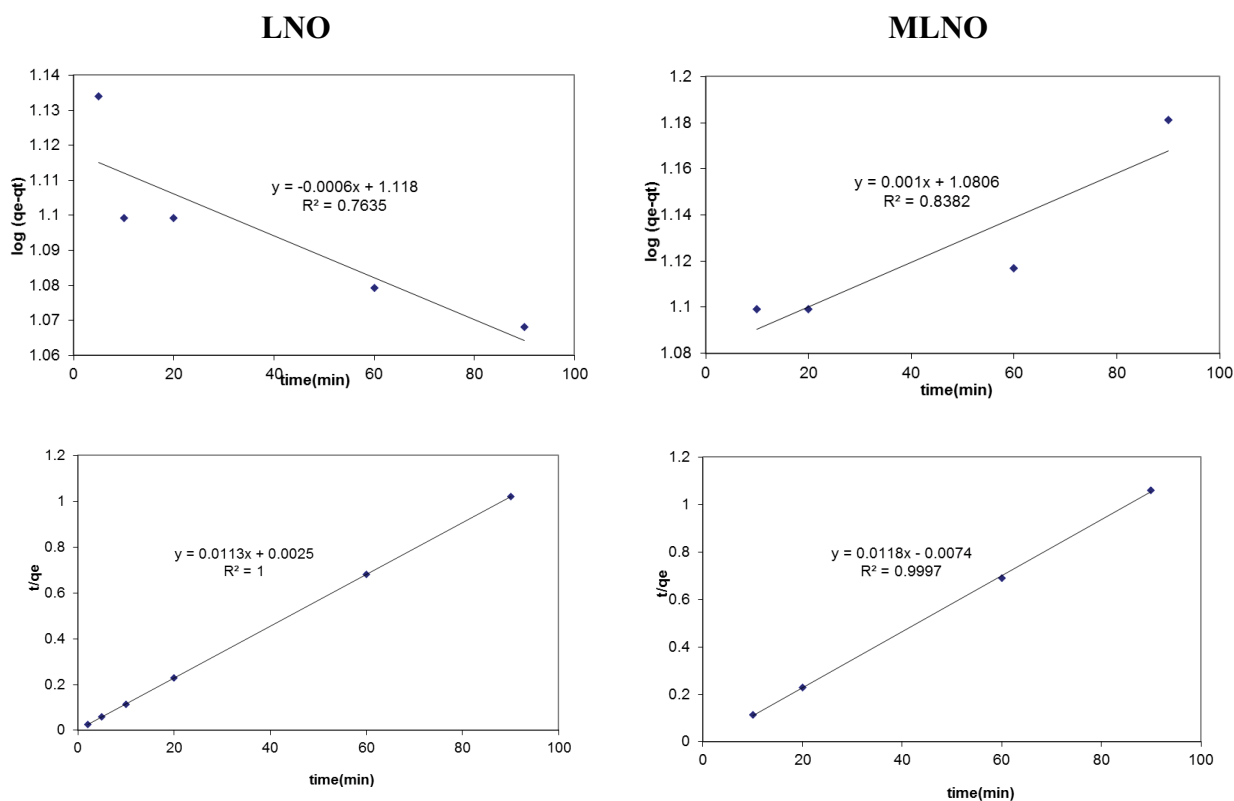 LNO
1.14
1.13
1.12
1.11
1.1
1.09
1.08
1.07
1.06
log (qe-qt)
y = -0.0006x + 1.118
R² = 0.7635
0
20
60
80
100
time(min)
MLNO
1.2
1.18
1.16
1.14
1.12
1.1
1.08
log (qe-qt)
y = 0.001x + 1.0806
R² = 0.8382
0
20
40
60
80
100
time(min)
1.2
1
0.8
0.6
0.4
0.2
0
t/qe
y = 0.0113x + 0.0025
R² = 1
0
20
40
60
80
100
time(min)
1.2
1
0.8
0.6
0.4
0.2
0
t/qe
y = 0.0118x - 0.0074
R² = 0.9997
0
20
40
60
80
100
time(min)